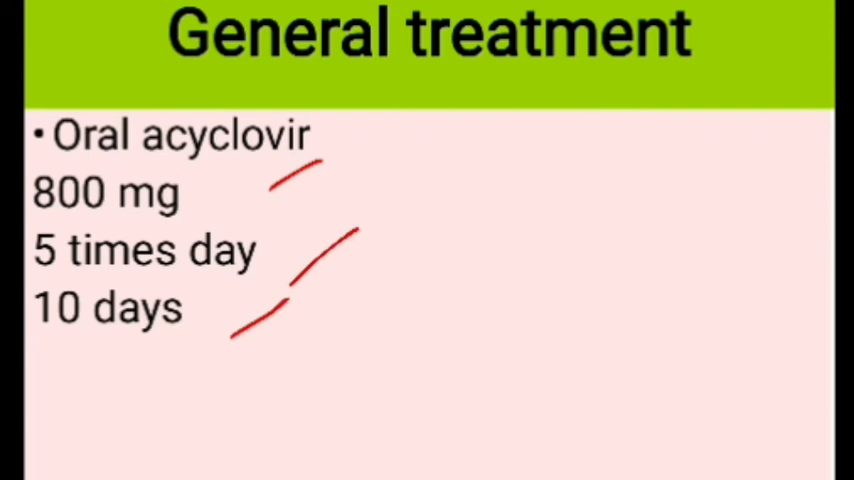 General treatment
• Oral acyclovir
800 mg
5 times day
10 days